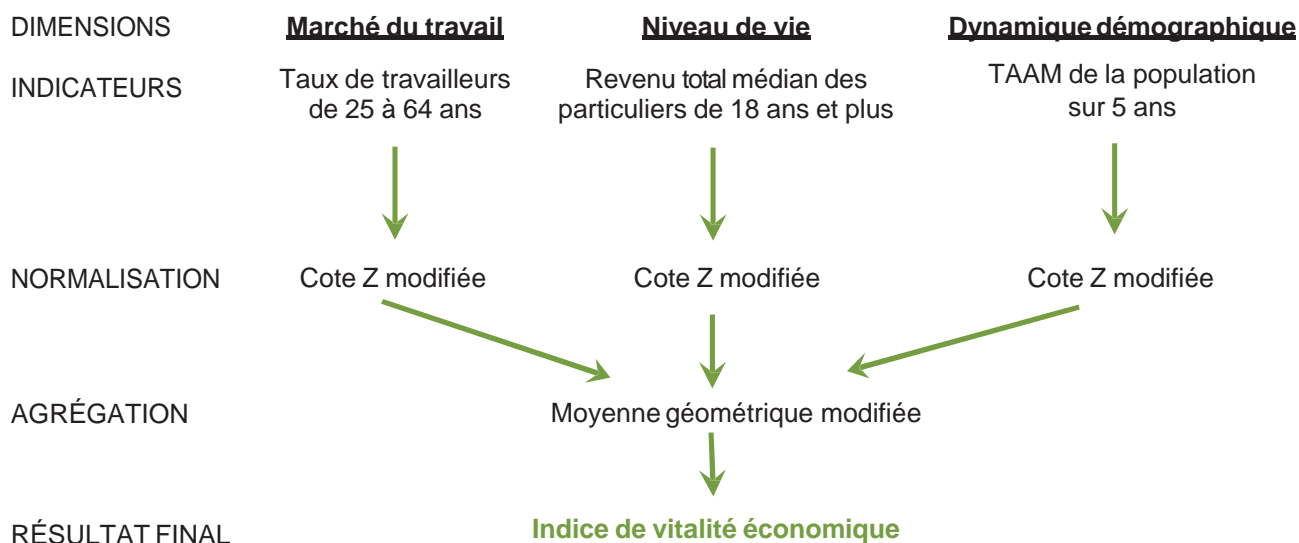 DIMENSIONS Marché du travail Niveau de vie Dynamique démographique
INDICATEURS Taux de travailleurs de 25 à 64 ans Revenu total médian des particuliers de 18 ans et plus TAAM de la population sur 5 ans
NORMALISATION Cote Z modifiée Cote Z modifiée Cote Z modifiée
AGRÉGATION Moyenne géométrique modifiée
RÉSULTAT FINAL Indice de vitalité économique